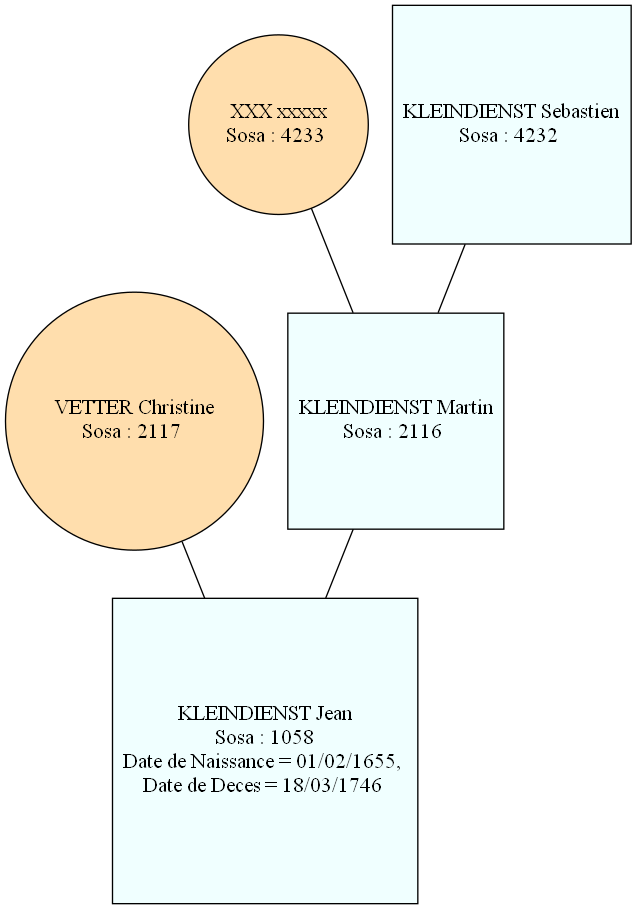 XXX xxxxx
Sosa : 4233
KLEINDIENST Sebastien
Sosa : 4232
VETTER Christine
Sosa : 2117
KLEINDIENST Martin
Sosa : 2116
KLEINDIENST Jean
Sosa : 1058
Date de Naissance = 01/02/1655,
Date de Deces = 18/03/1746